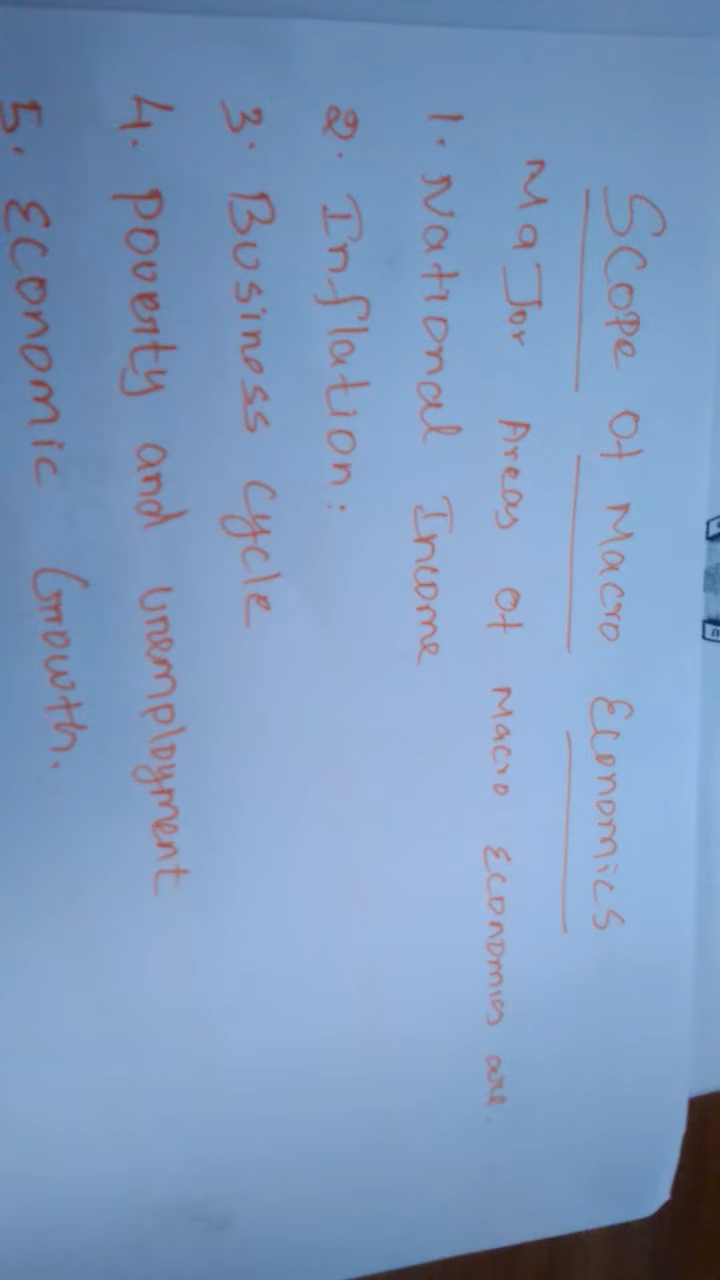 Scope of Macro Economics
Major Areas of Macro Economics are.
1. National Income
2. Inflation:
3. Business Cycle
4. Poverty and Unemployment
5. Economic Growth.